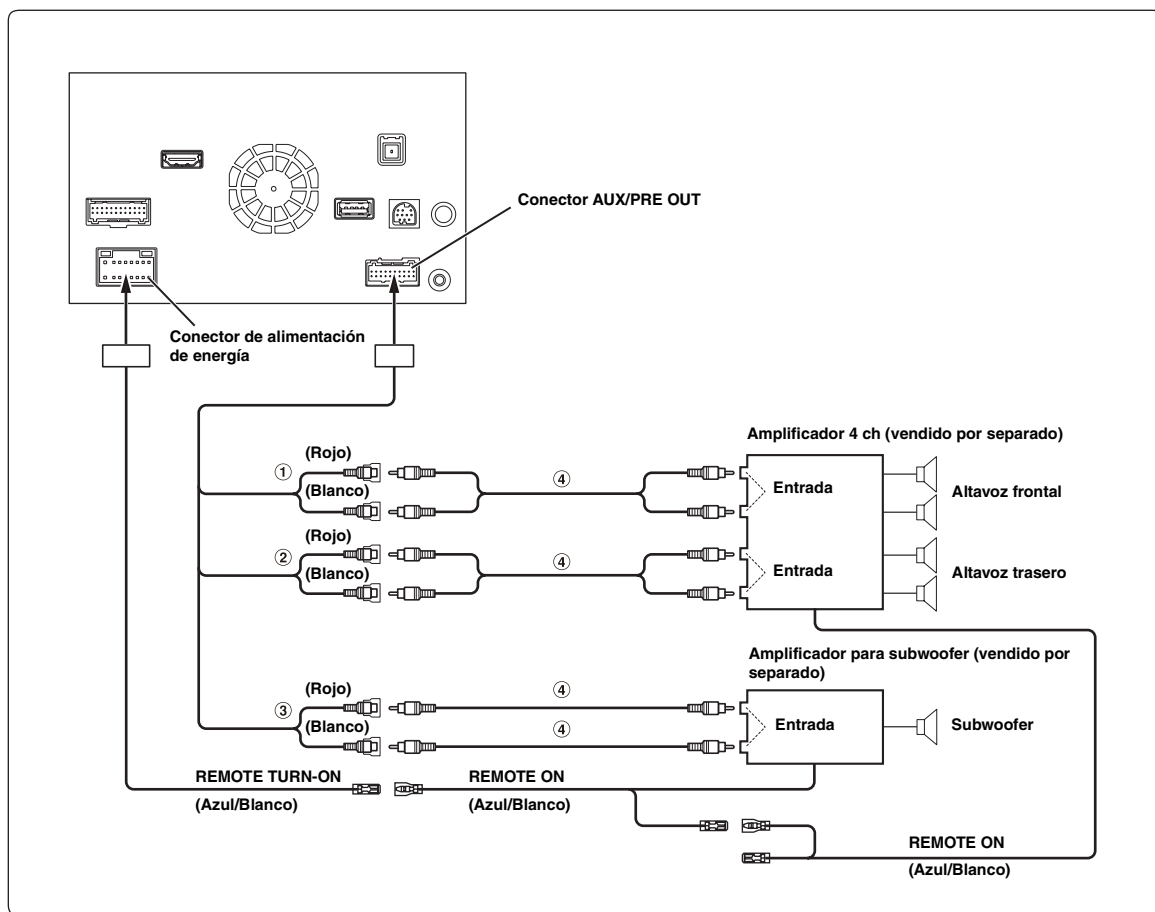 Conector AUX/PRE OUT
Conector de alimentación
de energía
Amplificador 4 ch (vendido por separado)
(Rojo)
①
(Blanco)
④
Entrada
Altavoz frontal
(Rojo)
②
(Blanco)
④
Entrada
Altavoz trasero
Amplificador para subwoofer (vendido por
separado)
(Rojo)
③
(Blanco)
④
④
Entrada
Subwoofer
REMOTE TURN-ON
(Azul/Blanco)
REMOTE ON
(Azul/Blanco)
REMOTE ON
(Azul/Blanco)